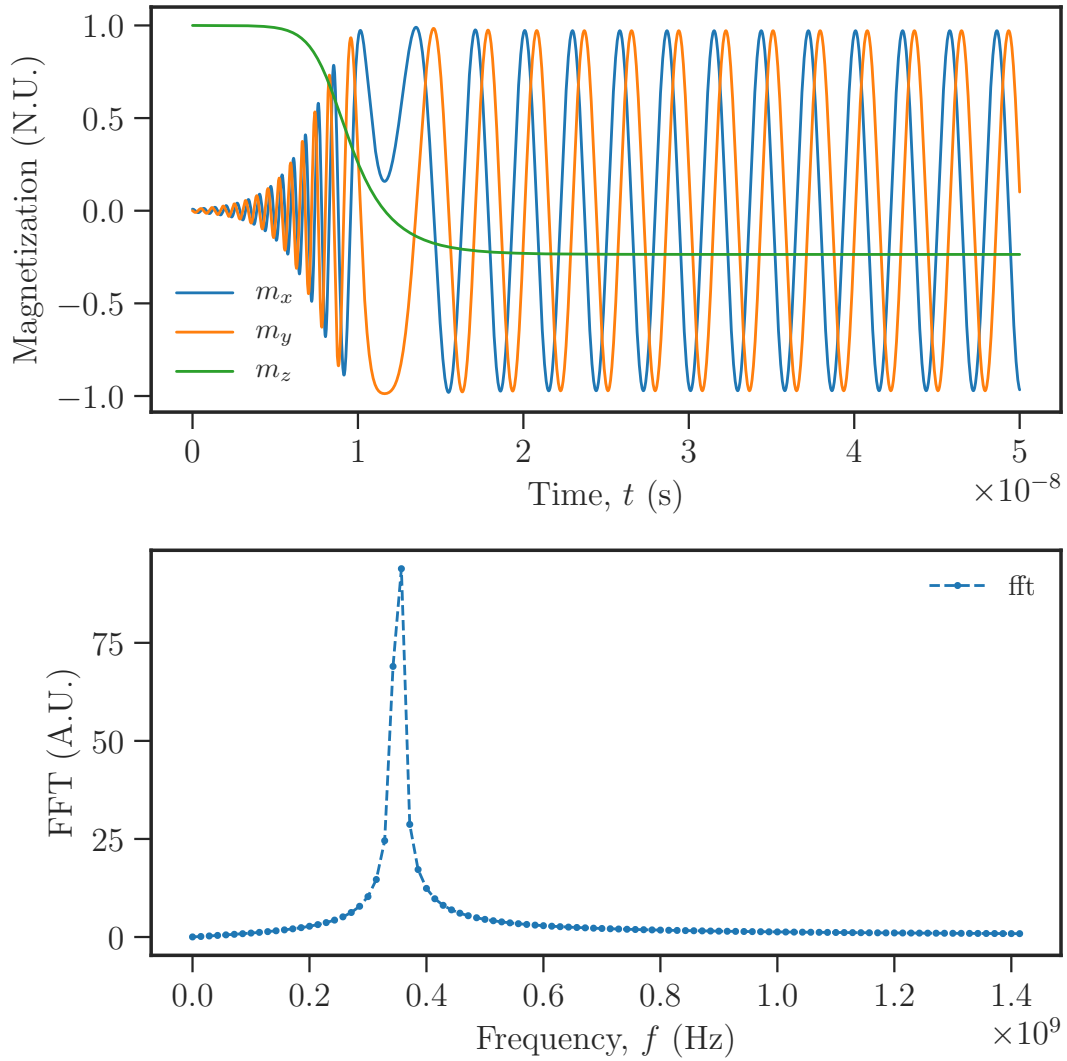 1.0
0.5
0.0
−0.5
−1.0
Magnetization (N.U.)
m_x
m_y
m_z
0 1 2 3 4 5
Time, t (s)
×10⁻⁸
75
50
25
0
FFT (A.U.)
fft
0.0 0.2 0.4 0.6 0.8 1.0 1.2 1.4
Frequency, f (Hz)
×10⁹